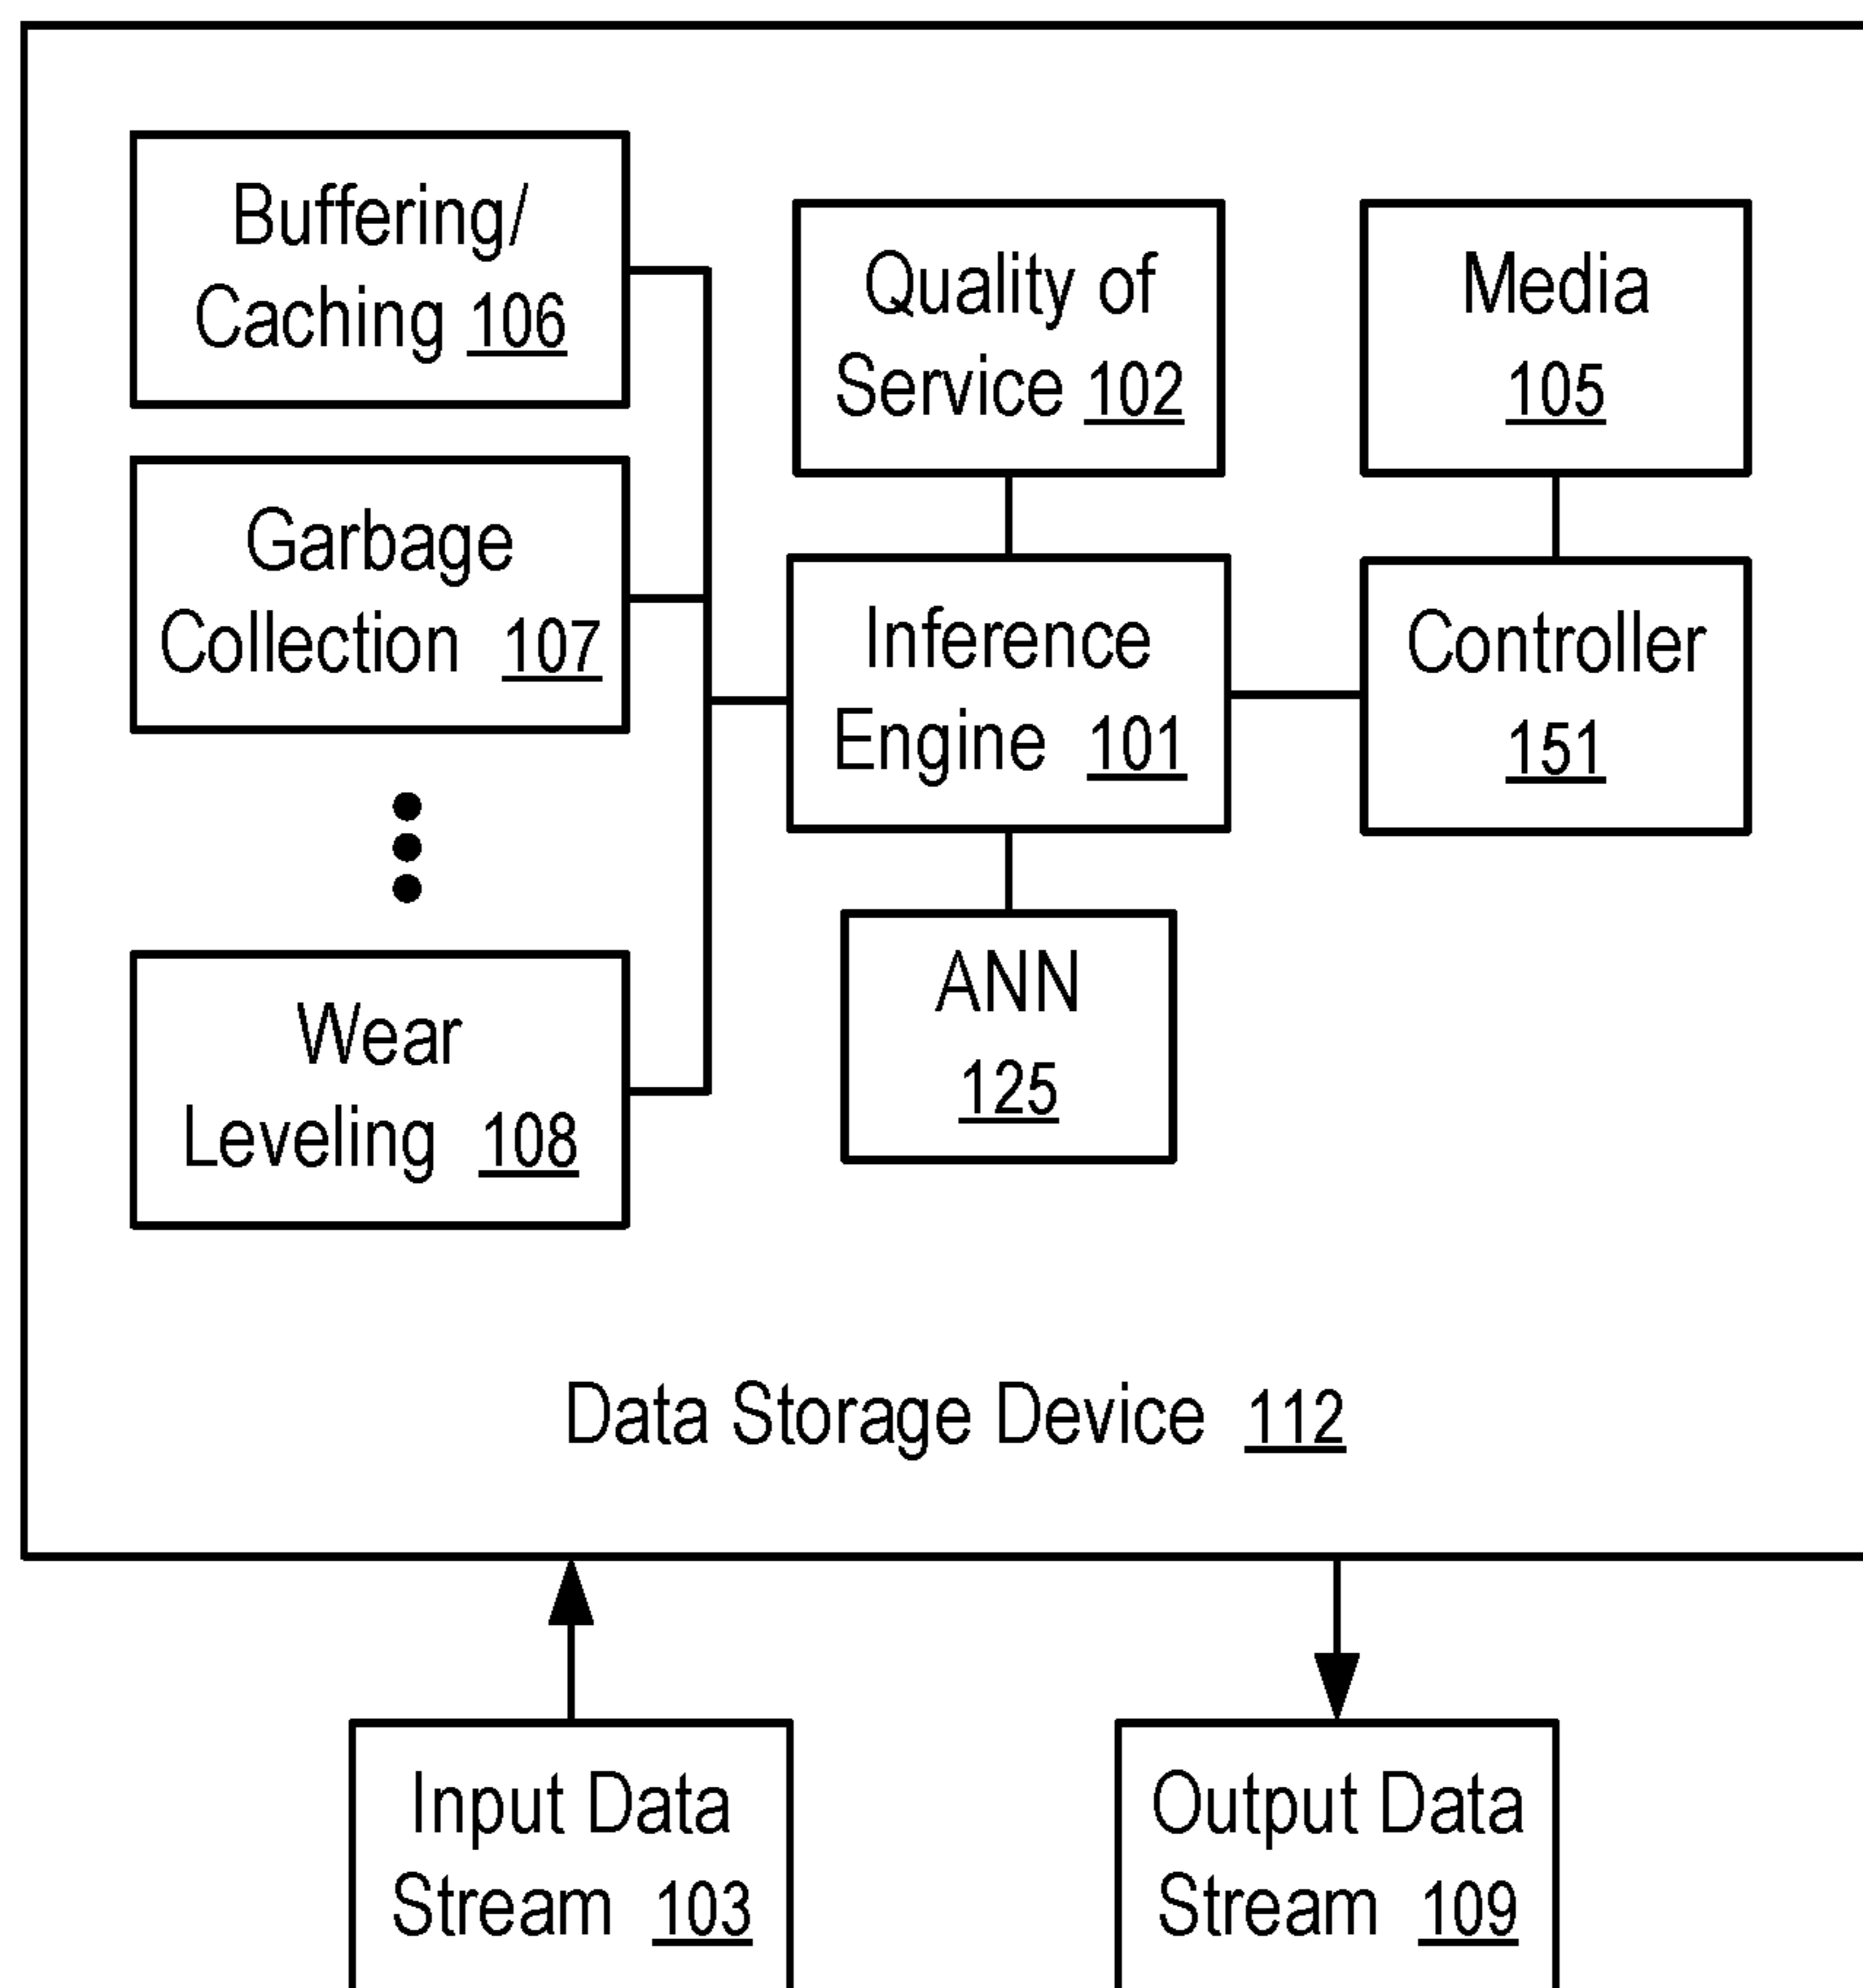 Buffering/
Caching 106
Quality of
Service 102
Media
105
Garbage
Collection 107
Inference
Engine 101
Controller
151
Wear
Leveling 108
ANN
125
Data Storage Device 112
Input Data
Stream 103
Output Data
Stream 109